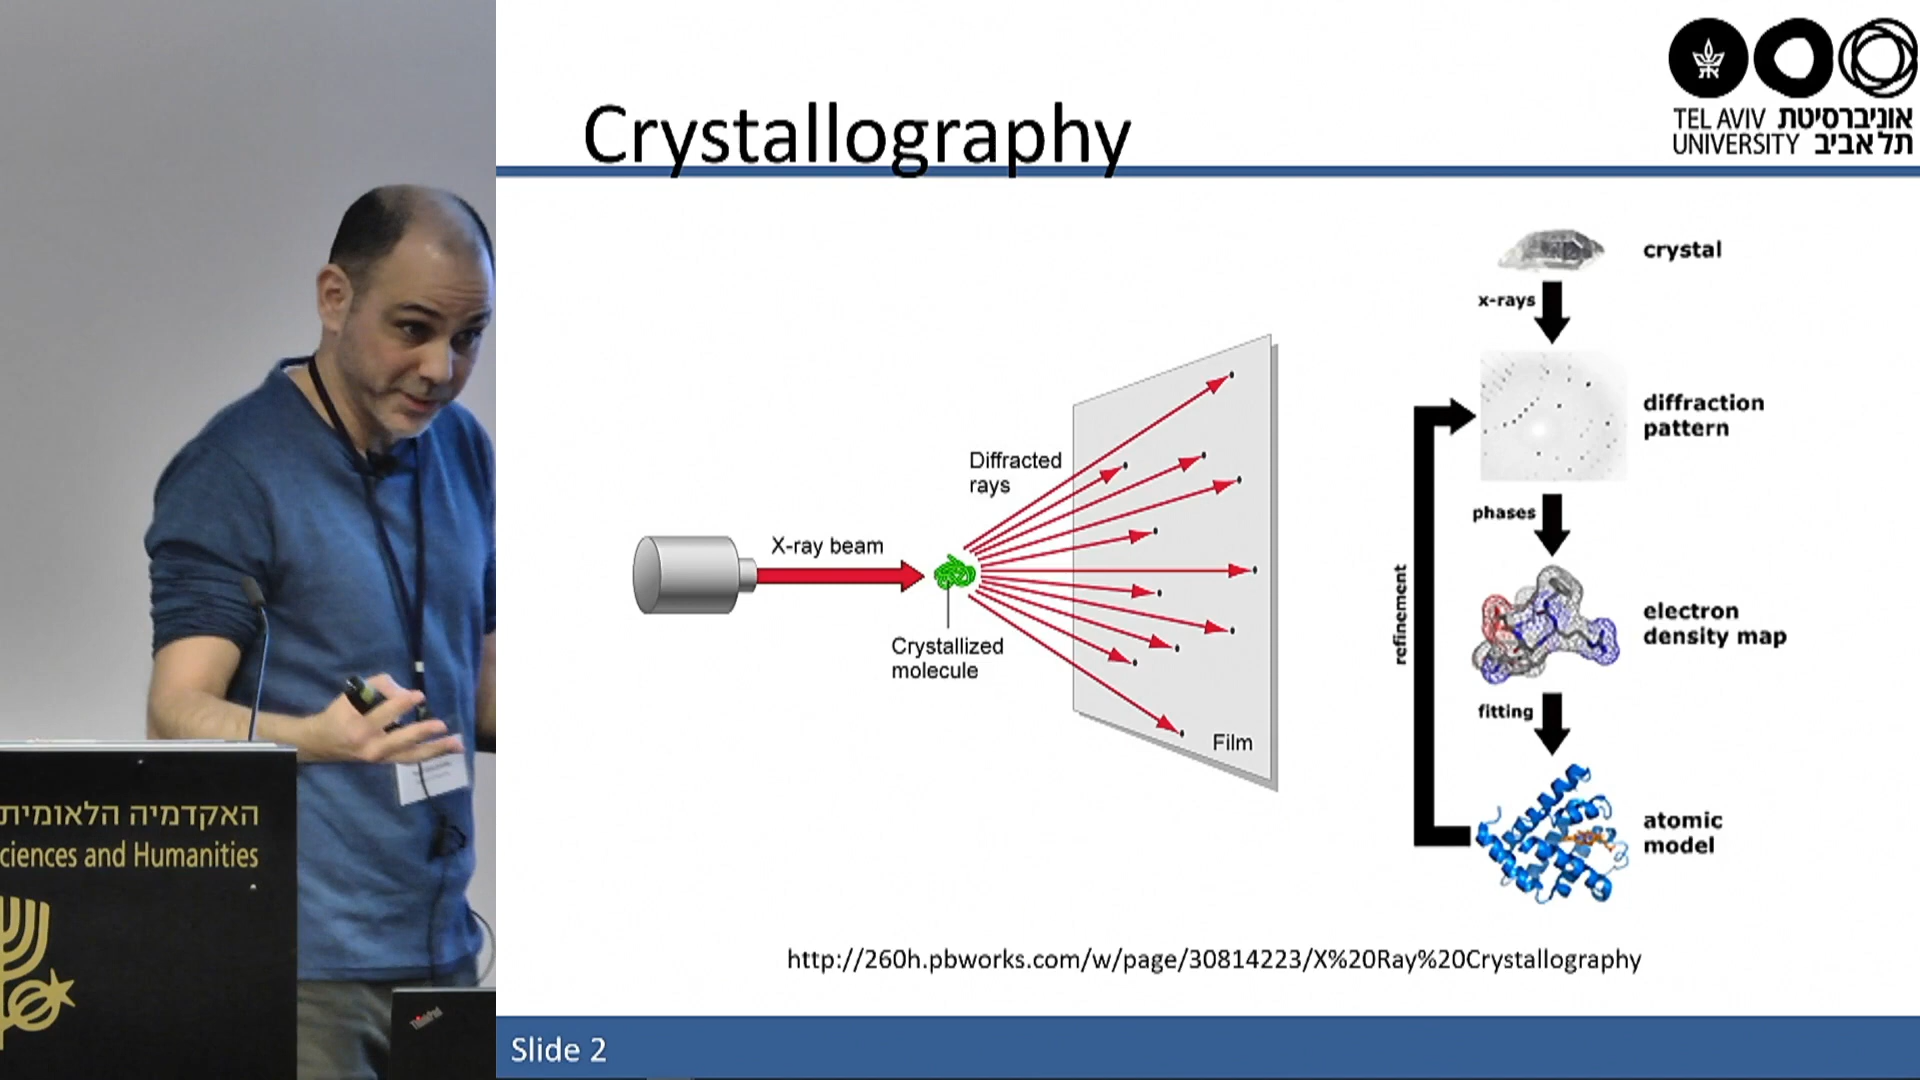 Crystallography
TEL AVIV אוניברסיטת
UNIVERSITY תל אביב
X-ray beam
Diffracted
rays
Crystallized
molecule
Film
crystal
x-rays
diffraction
pattern
phases
electron
density map
fitting
refinement
atomic
model
http://260h.pbworks.com/w/page/30814223/X%20Ray%20Crystallography
Slide 2
האקדמיה הלאומית
ciences and Humanities
ThinkPad